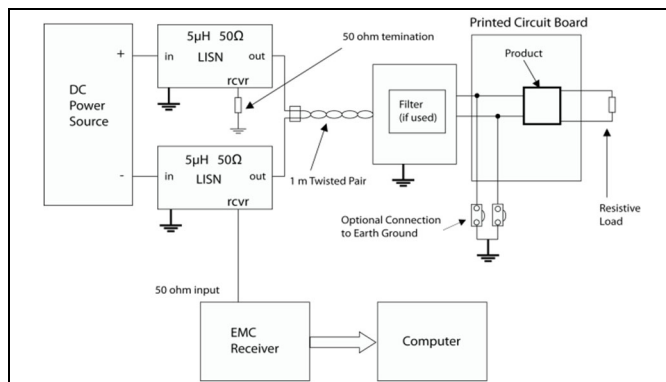 Printed Circuit Board
5µH 50Ω
LISN
in
out
rcvr
50 ohm temination
Product
+
DC
Power
Source
-
Filter
(if used)
5µH 50Ω
LISN
in
out
rcvr
1 m Twisted Pair
Optional Connection
to Earth Ground
Resistive
Load
50 ohm input
EMC
Receiver
Computer